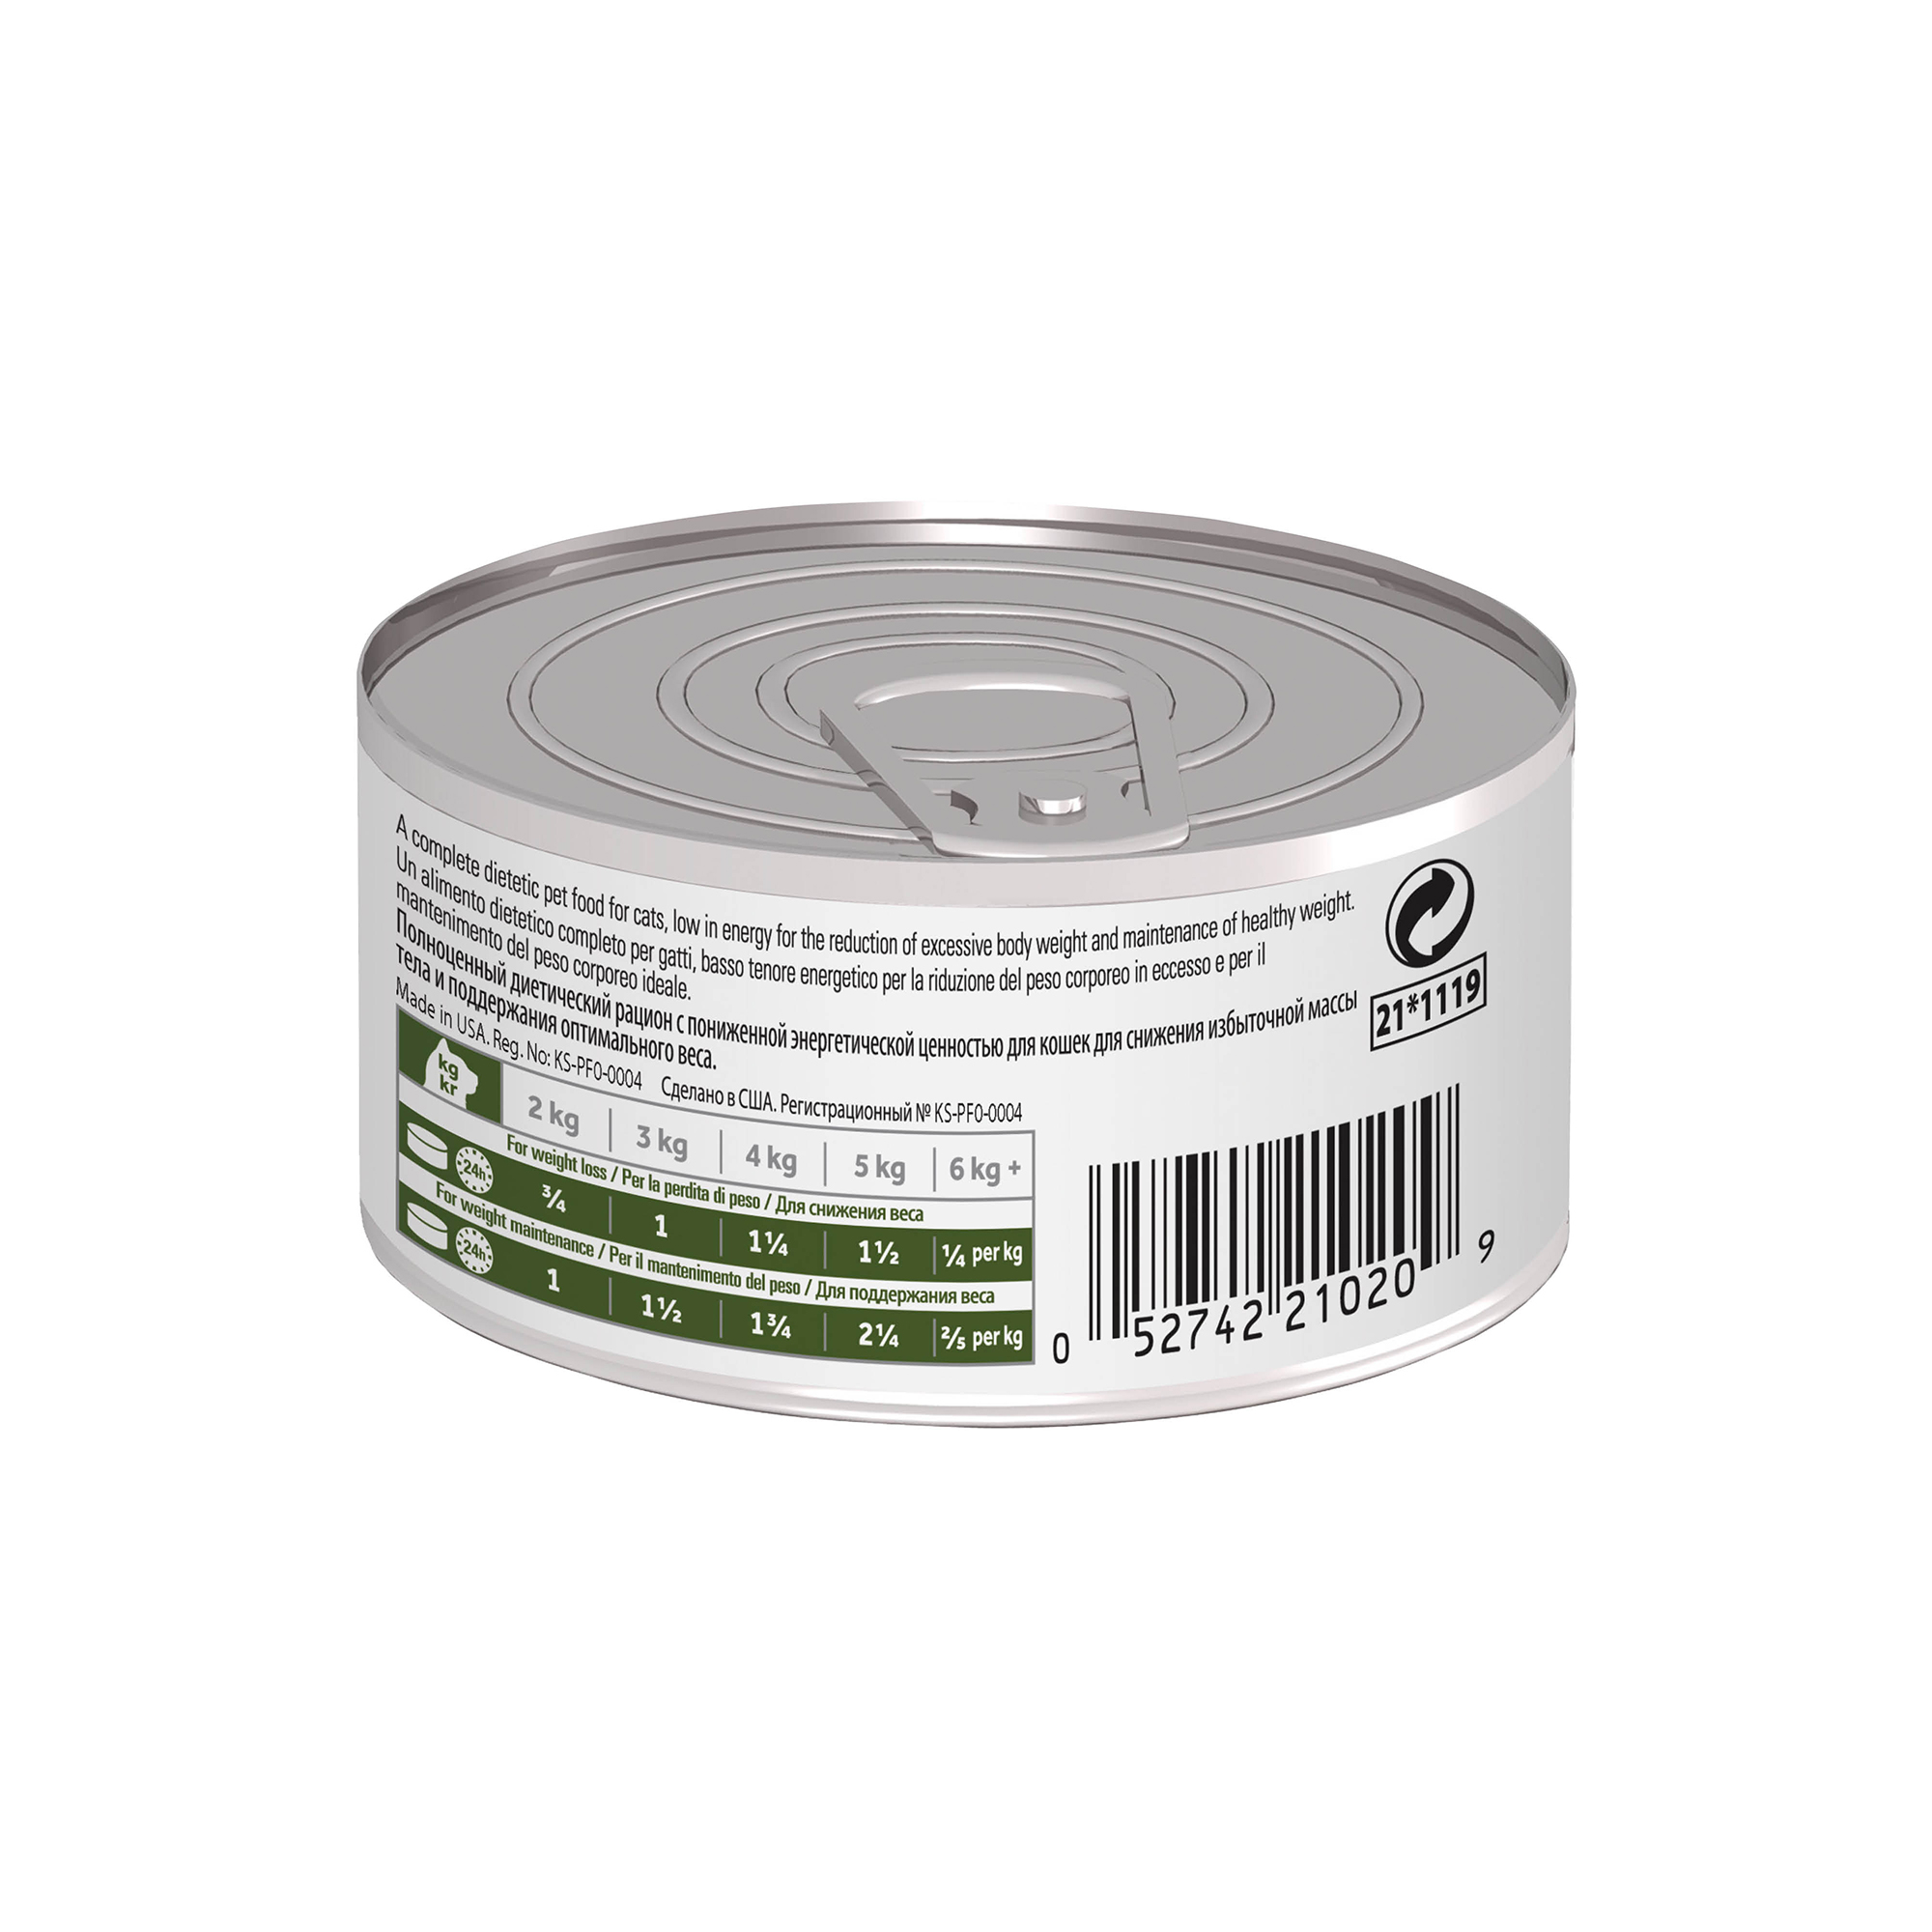 A complete dietetic pet food for cats, low in energy for the reduction of excessive body weight and maintenance of healthy weight.
Un alimento dietetico completo per gatti, basso tenore energetico per la riduzione del peso corporeo in eccesso e per il
mantenimento del peso corporeo ideale.
Полноценный диетический рацион с пониженной энергетической ценностью для кошек для снижения избыточной массы
тела и поддержания оптимального веса.
Made in USA. Reg. No: KS-PF0-0004 Сделано в США. Регистрационный № KS-PF0-0004
21*1119
kg
kr
2 kg 3 kg 4 kg 5 kg 6 kg +
For weight loss / Per la perdita di peso / Для снижения веса
24h ¾ 1 1¼ 1½ ¼ per kg
For weight maintenance / Per il mantenimento del peso / Для поддержания веса
24h 1 1½ 1¾ 2¼ ⅖ per kg
0 52742 21020 9